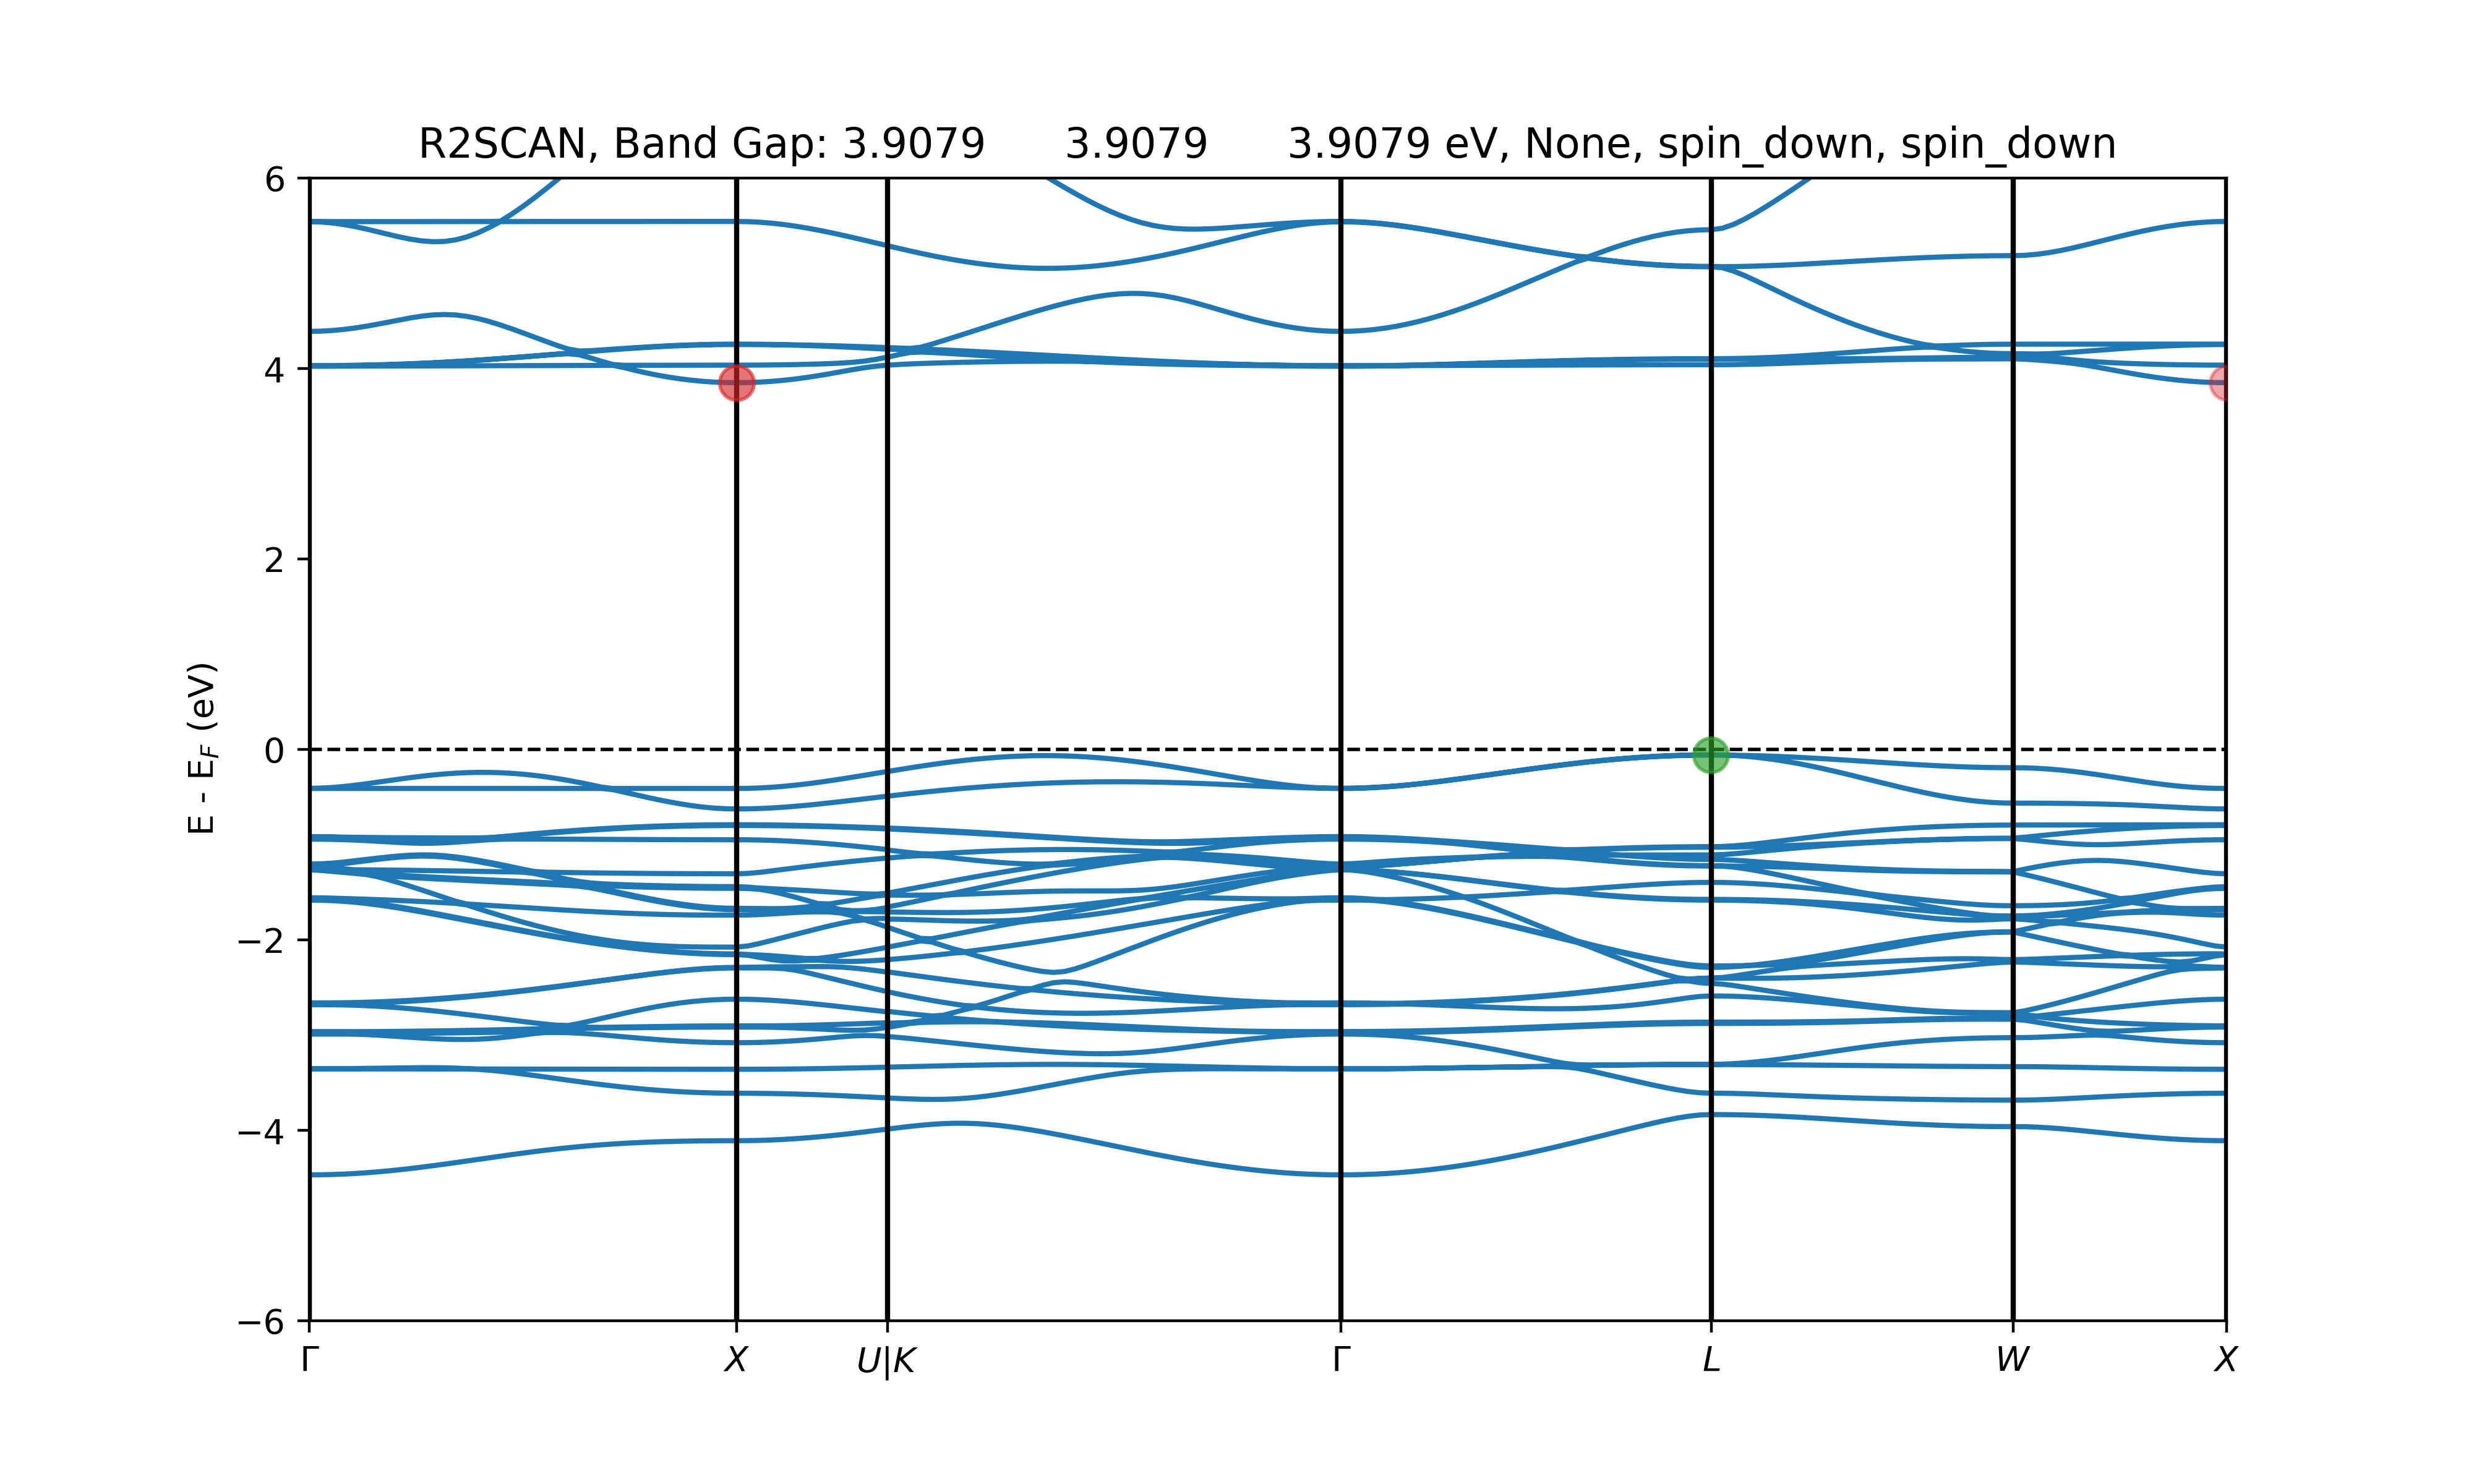 R2SCAN, Band Gap: 3.9079 3.9079 3.9079 eV, None, spin_down, spin_down
6
4
2
0
−2
−4
−6
E - E_F (eV)
Γ X U|K Γ L W X